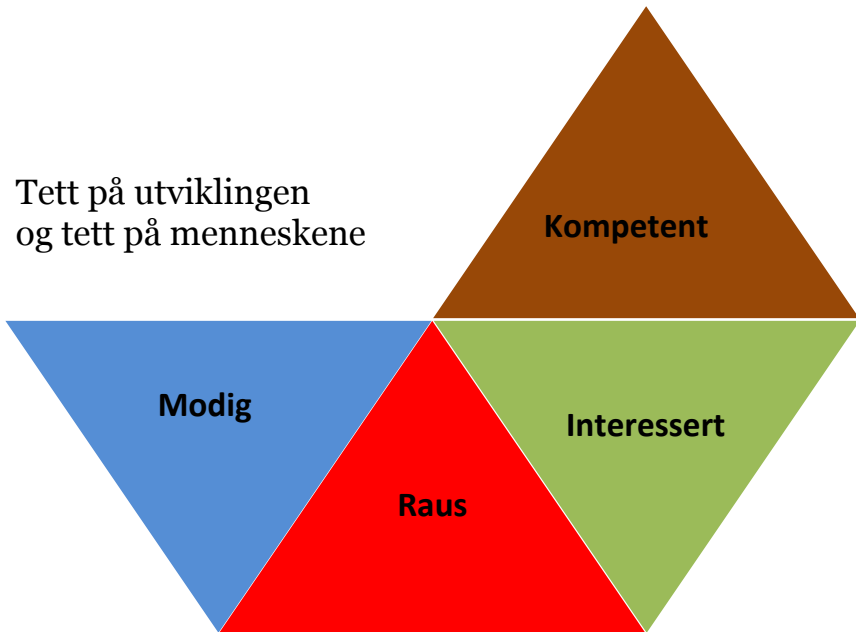 Tett på utviklingen
og tett på menneskene
Kompetent
Modig
Interessert
Raus